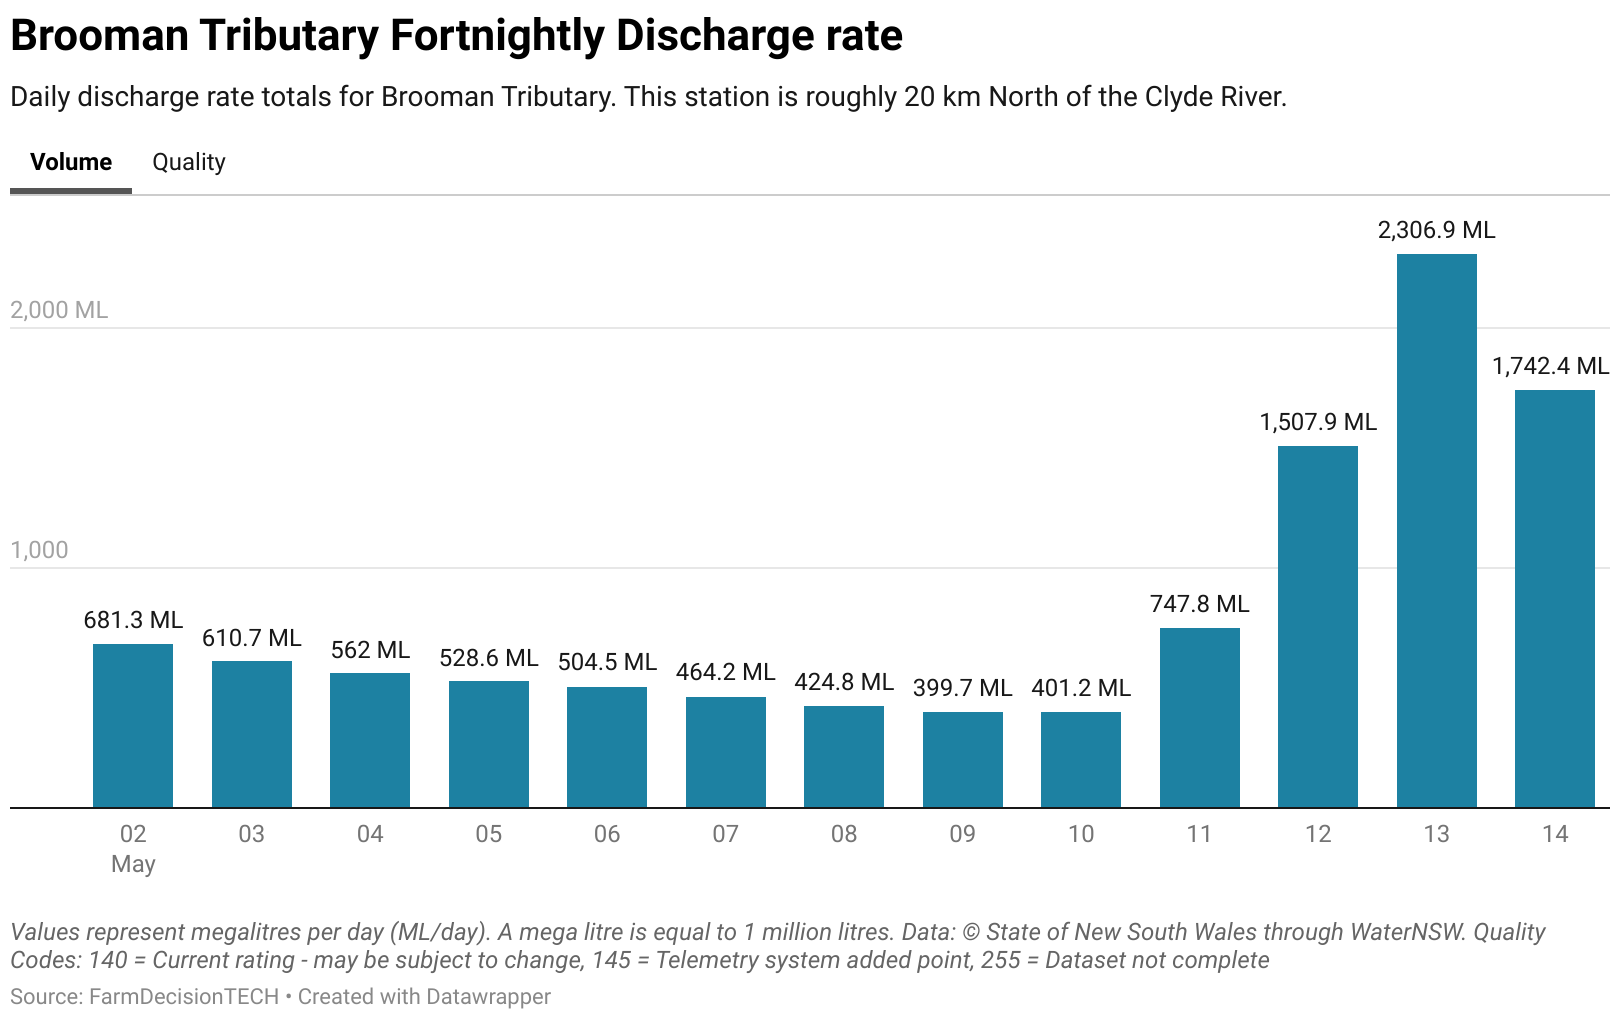 Brooman Tributary Fortnightly Discharge rate
Daily discharge rate totals for Brooman Tributary. This station is roughly 20 km North of the Clyde River.
Volume Quality
2,306.9 ML
2,000 ML
1,742.4 ML
1,507.9 ML
1,000
747.8 ML
681.3 ML 610.7 ML 562 ML 528.6 ML 504.5 ML 464.2 ML 424.8 ML 399.7 ML 401.2 ML
02 03 04 05 06 07 08 09 10 11 12 13 14
May
Values represent megalitres per day (ML/day). A mega litre is equal to 1 million litres. Data: © State of New South Wales through WaterNSW. Quality
Codes: 140 = Current rating - may be subject to change, 145 = Telemetry system added point, 255 = Dataset not complete
Source: FarmDecisionTECH • Created with Datawrapper